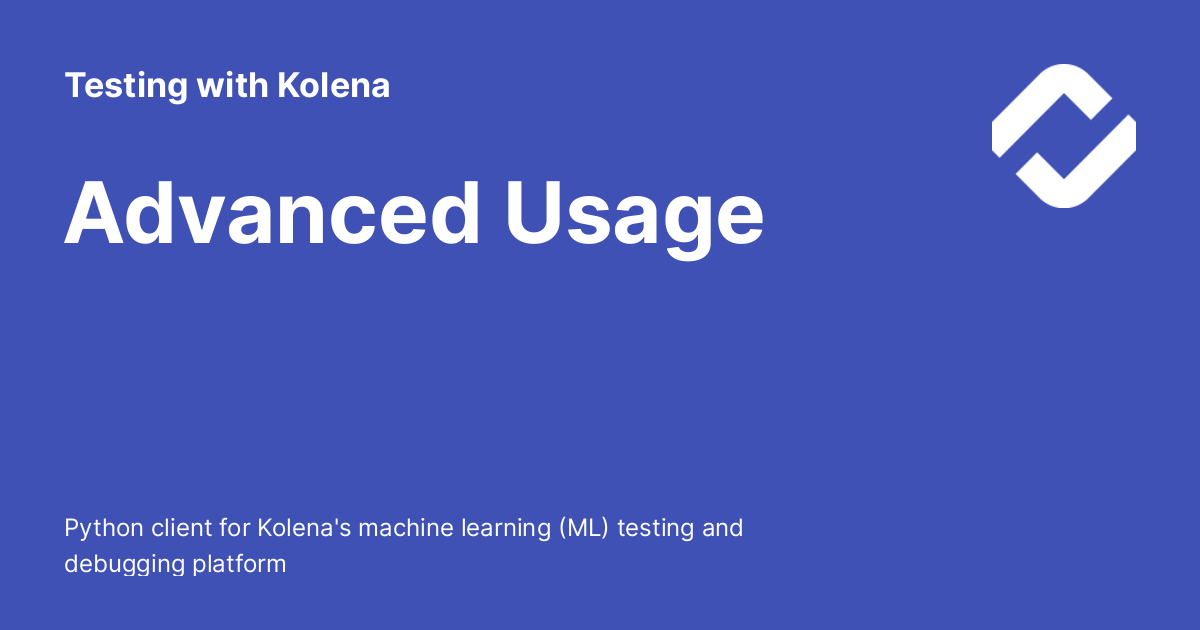 Testing with Kolena
Advanced Usage
Python client for Kolena's machine learning (ML) testing and
debugging platform